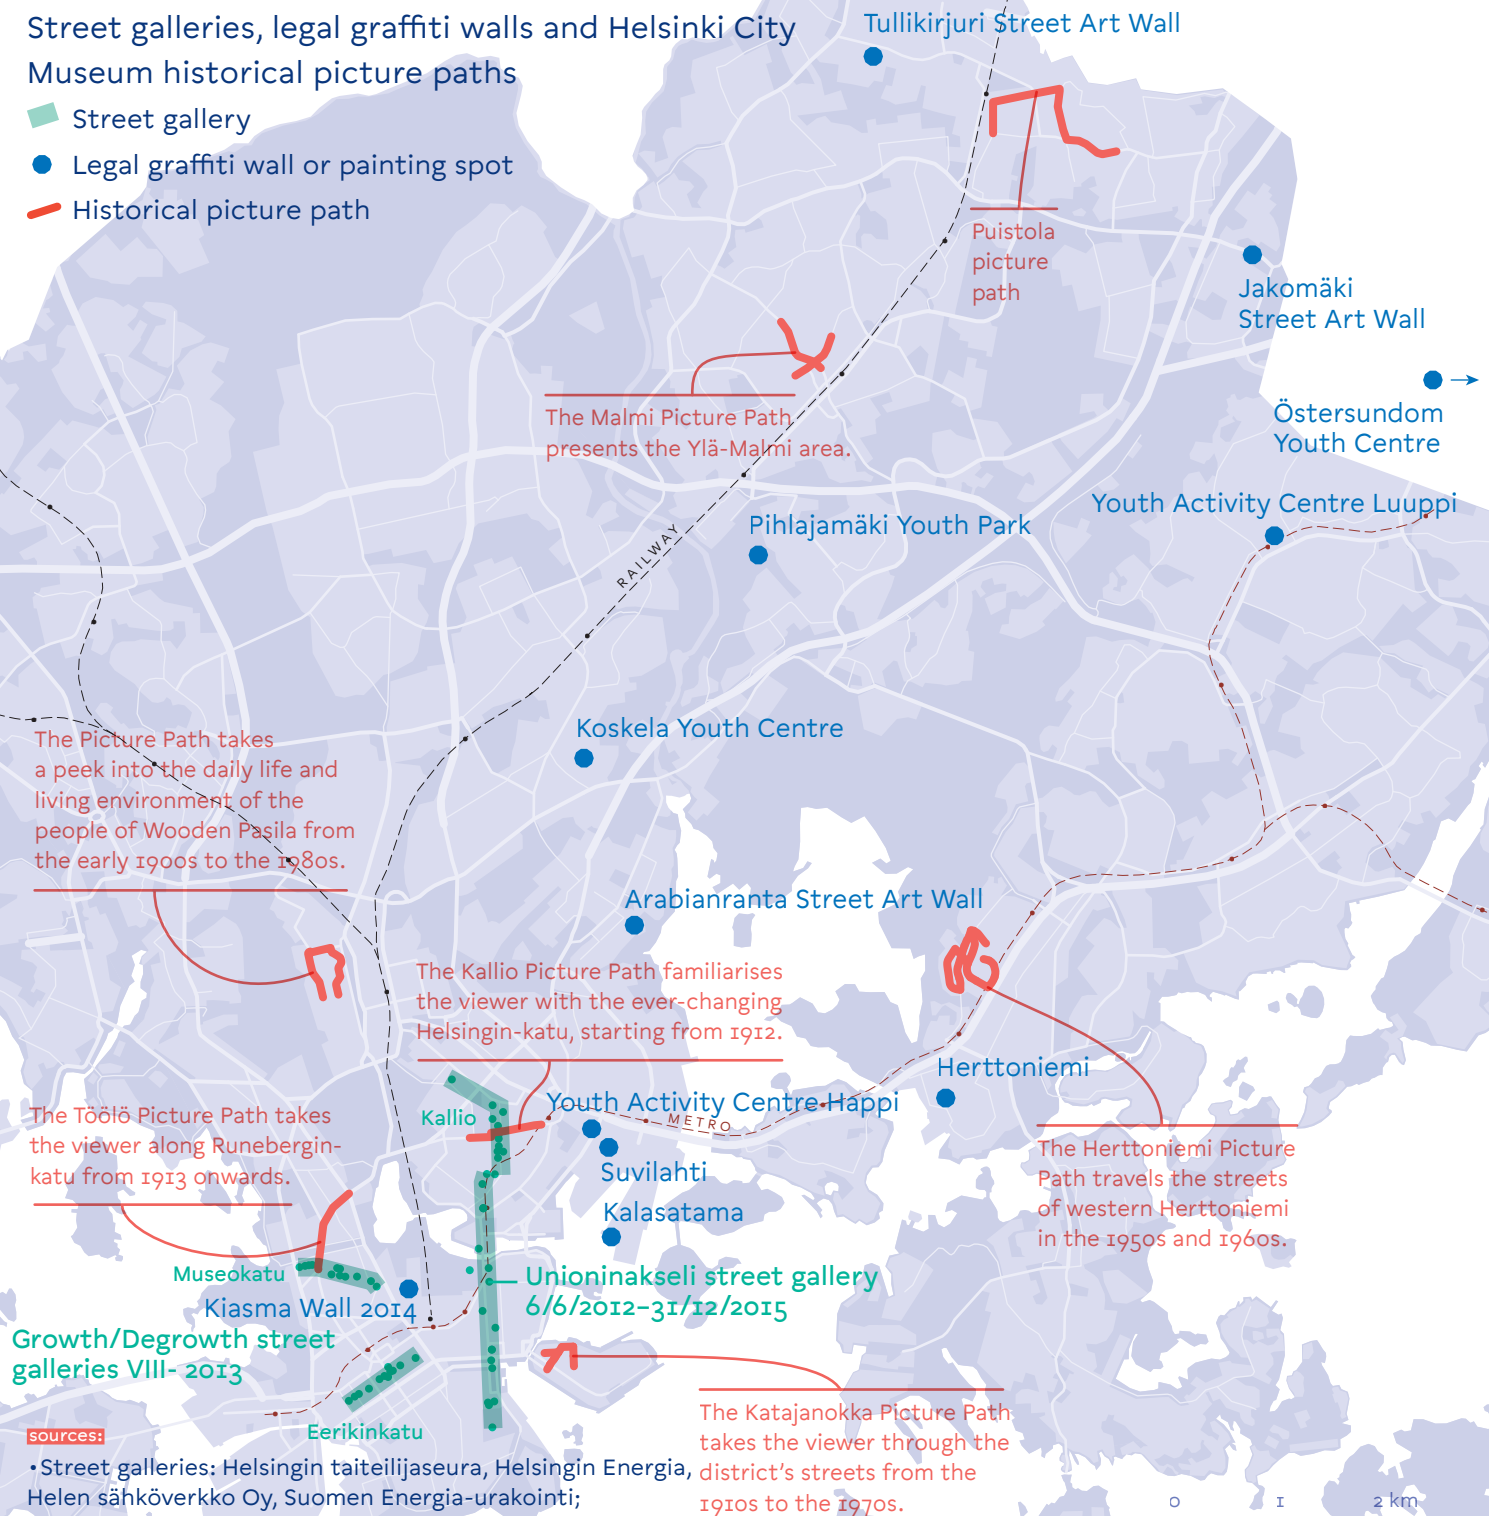 Street galleries, legal graffiti walls and Helsinki City
Museum historical picture paths
Street gallery
Legal graffiti wall or painting spot
Historical picture path
Tullikirjuri Street Art Wall
Puistola
picture
path
Jakomäki
Street Art Wall
Östersundom
Youth Centre
The Malmi Picture Path
presents the Ylä-Malmi area.
Youth Activity Centre Luuppi
Pihlajamäki Youth Park
RAILWAY
Koskela Youth Centre
The Picture Path takes
a peek into the daily life and
living environment of the
people of Wooden Pasila from
the early 1900s to the 1980s.
Arabianranta Street Art Wall
The Kallio Picture Path familiarises
the viewer with the ever-changing
Helsingin-katu, starting from 1912.
Herttoniemi
Kallio
Youth Activity Centre Happi
METRO
The Töölö Picture Path takes
the viewer along Runebergin-
katu from 1913 onwards.
Suvilahti
Kalasatama
The Herttoniemi Picture
Path travels the streets
of western Herttoniemi
in the 1950s and 1960s.
Museokatu
Kiasma Wall 2014
Unioninakseli street gallery
6/6/2012–31/12/2015
Growth/Degrowth street
galleries VIII- 2013
Eerikinkatu
The Katajanokka Picture Path
takes the viewer through the
district's streets from the
1910s to the 1970s.
sources:
•Street galleries: Helsingin taiteilijaseura, Helsingin Energia,
Helen sähköverkko Oy, Suomen Energia-urakointi;
0 1 2 km